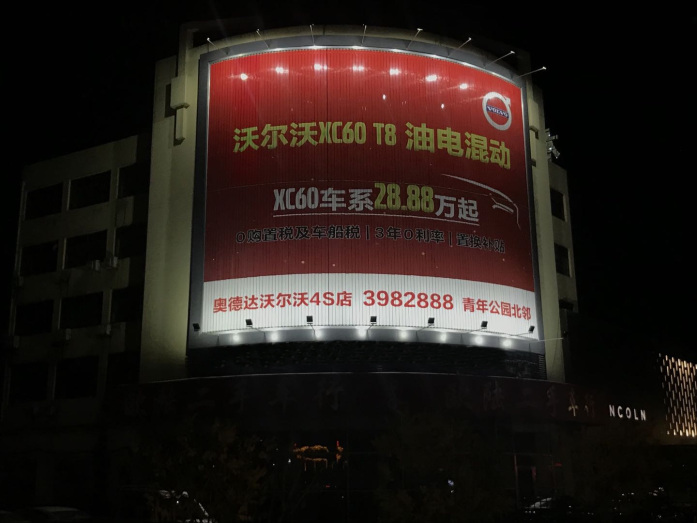 VOLVO
沃尔沃XC60 T8 油电混动
XC60车系28.88万起
0购置税及车船税 | 3年0利率 | 置换补贴
奥德达沃尔沃4S店 3982888 青年公园北邻
NCOLN